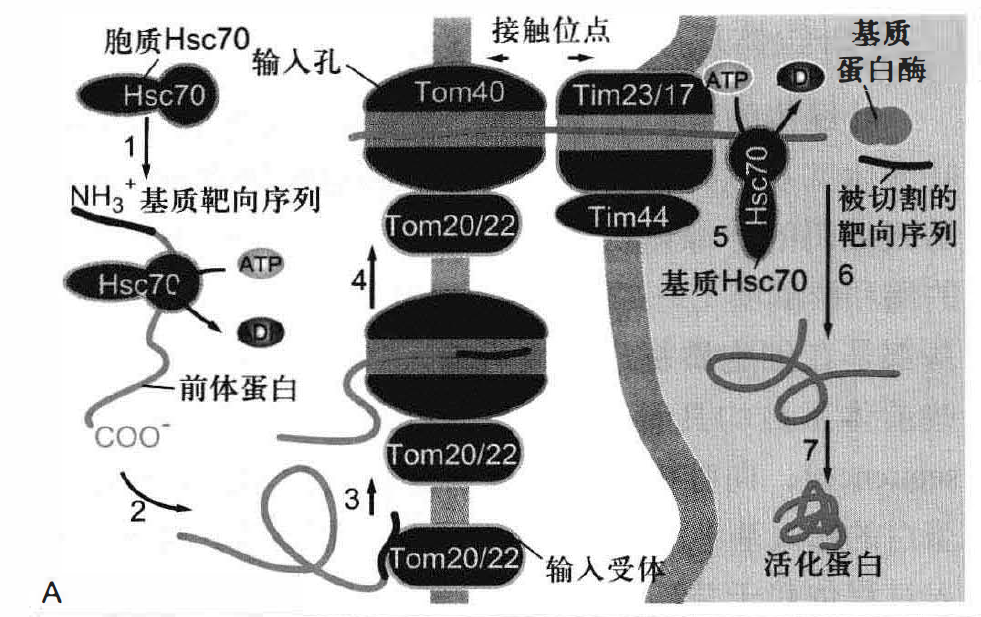 胞质Hsc70
Hsc70
1
NH₃⁺ 基质靶向序列
Hsc70
ATP
D
前体蛋白
COO⁻
2
3
Tom20/22
输入受体
4
Tom20/22
输入孔
Tom40
Tom20/22
接触位点
Tim23/17
Tim44
ATP
D
Hsc70
5
基质Hsc70
基质
蛋白酶
被切割的
靶向序列
6
7
活化蛋白
A